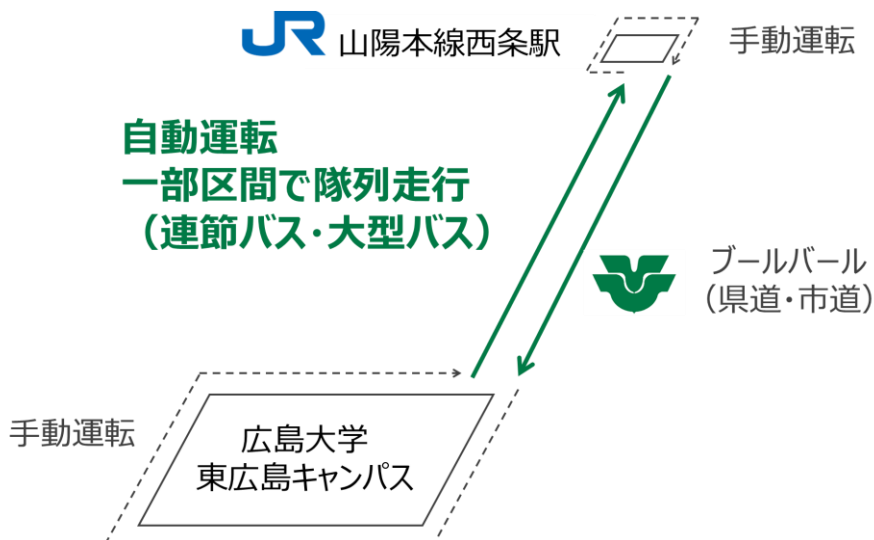 JR 山陽本線西条駅
手動運転
自動運転
一部区間で隊列走行
（連節バス・大型バス）
ブールバール
（県道・市道）
手動運転
広島大学
東広島キャンパス